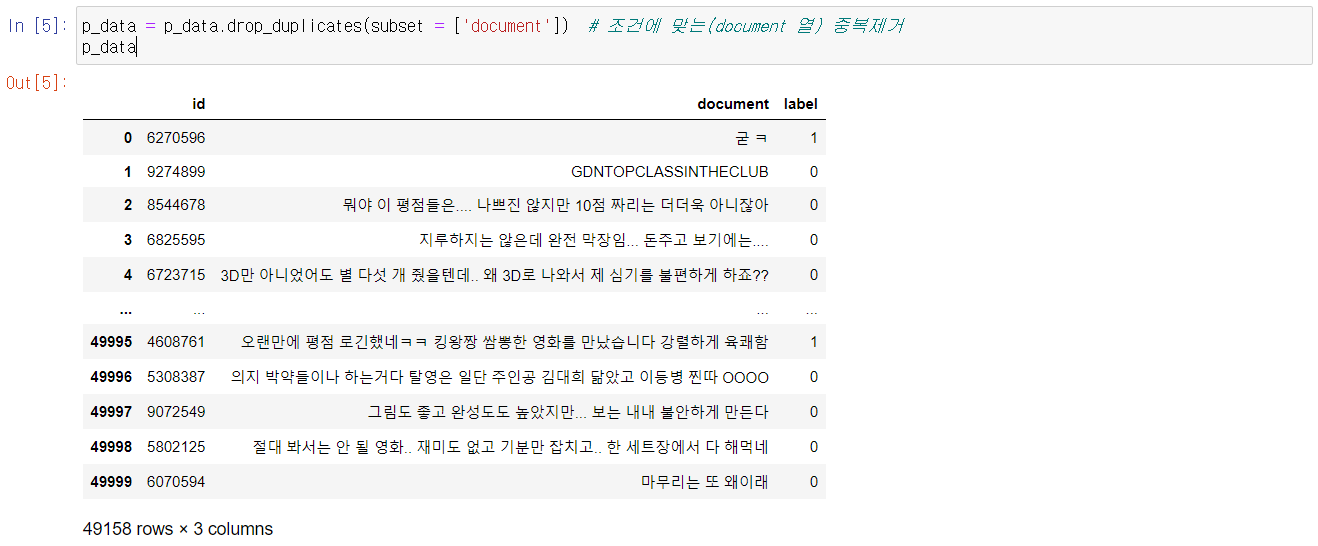 In [5]: p_data = p_data.drop_duplicates(subset = ['document'])  # 조건에 맞는(document 열) 중복제거
p_data
Out[5]:
id document label
0 6270596 굳 ㅋ 1
1 9274899 GDNTOPCLASSINTHECLUB 0
2 8544678 뭐야 이 평점들은.... 나쁘진 않지만 10점 짜리는 더더욱 아니잖아 0
3 6825595 지루하지는 않은데 완전 막장임... 돈주고 보기에는.... 0
4 6723715 3D만 아니었어도 별 다섯 개 줬을텐데.. 왜 3D로 나와서 제 심기를 불편하게 하죠?? 0
... ... ... ...
49995 4608761 오랜만에 평점 로긴했네ㅋㅋ 킹왕짱 쌈뽕한 영화를 만났습니다 강렬하게 육쾌함 1
49996 5308387 의지 박약들이나 하는거다 탈영은 일단 주인공 김대희 닮았고 이등병 찐따 OOOO 0
49997 9072549 그림도 좋고 완성도도 높았지만... 보는 내내 불안하게 만든다 0
49998 5802125 절대 봐서는 안 될 영화.. 재미도 없고 기분만 잡치고.. 한 세트장에서 다 해먹네 0
49999 6070594 마무리는 또 왜이래 0
49158 rows × 3 columns